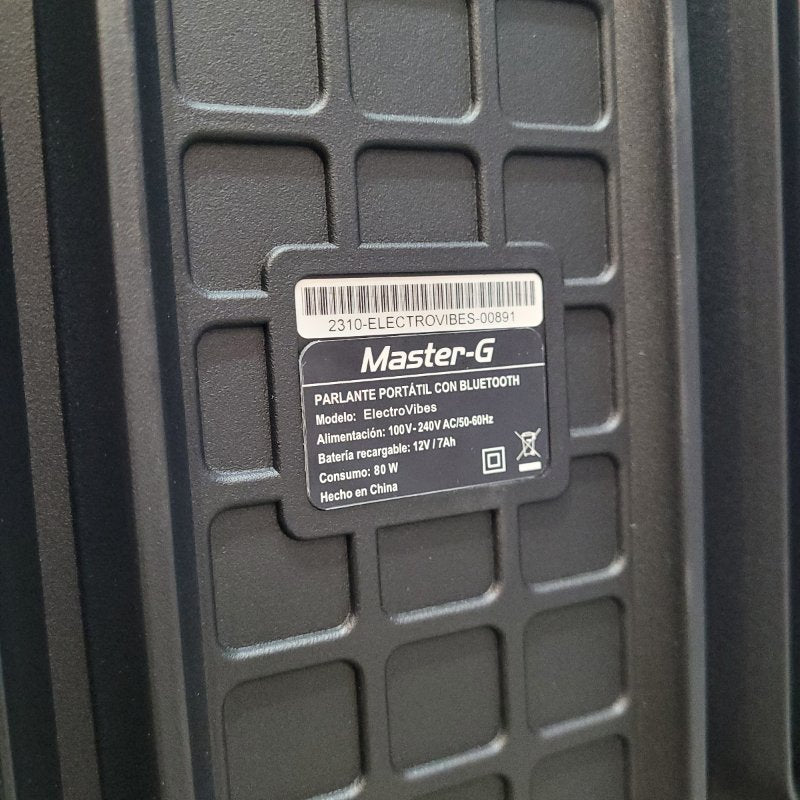 2310-ELECTROVIBES-00891
Master-G
PARLANTE PORTÁTIL CON BLUETOOTH
Modelo: ElectroVibes
Alimentación: 100V- 240V AC/50-60Hz
Batería recargable: 12V / 7Ah
Consumo: 80 W
Hecho en China